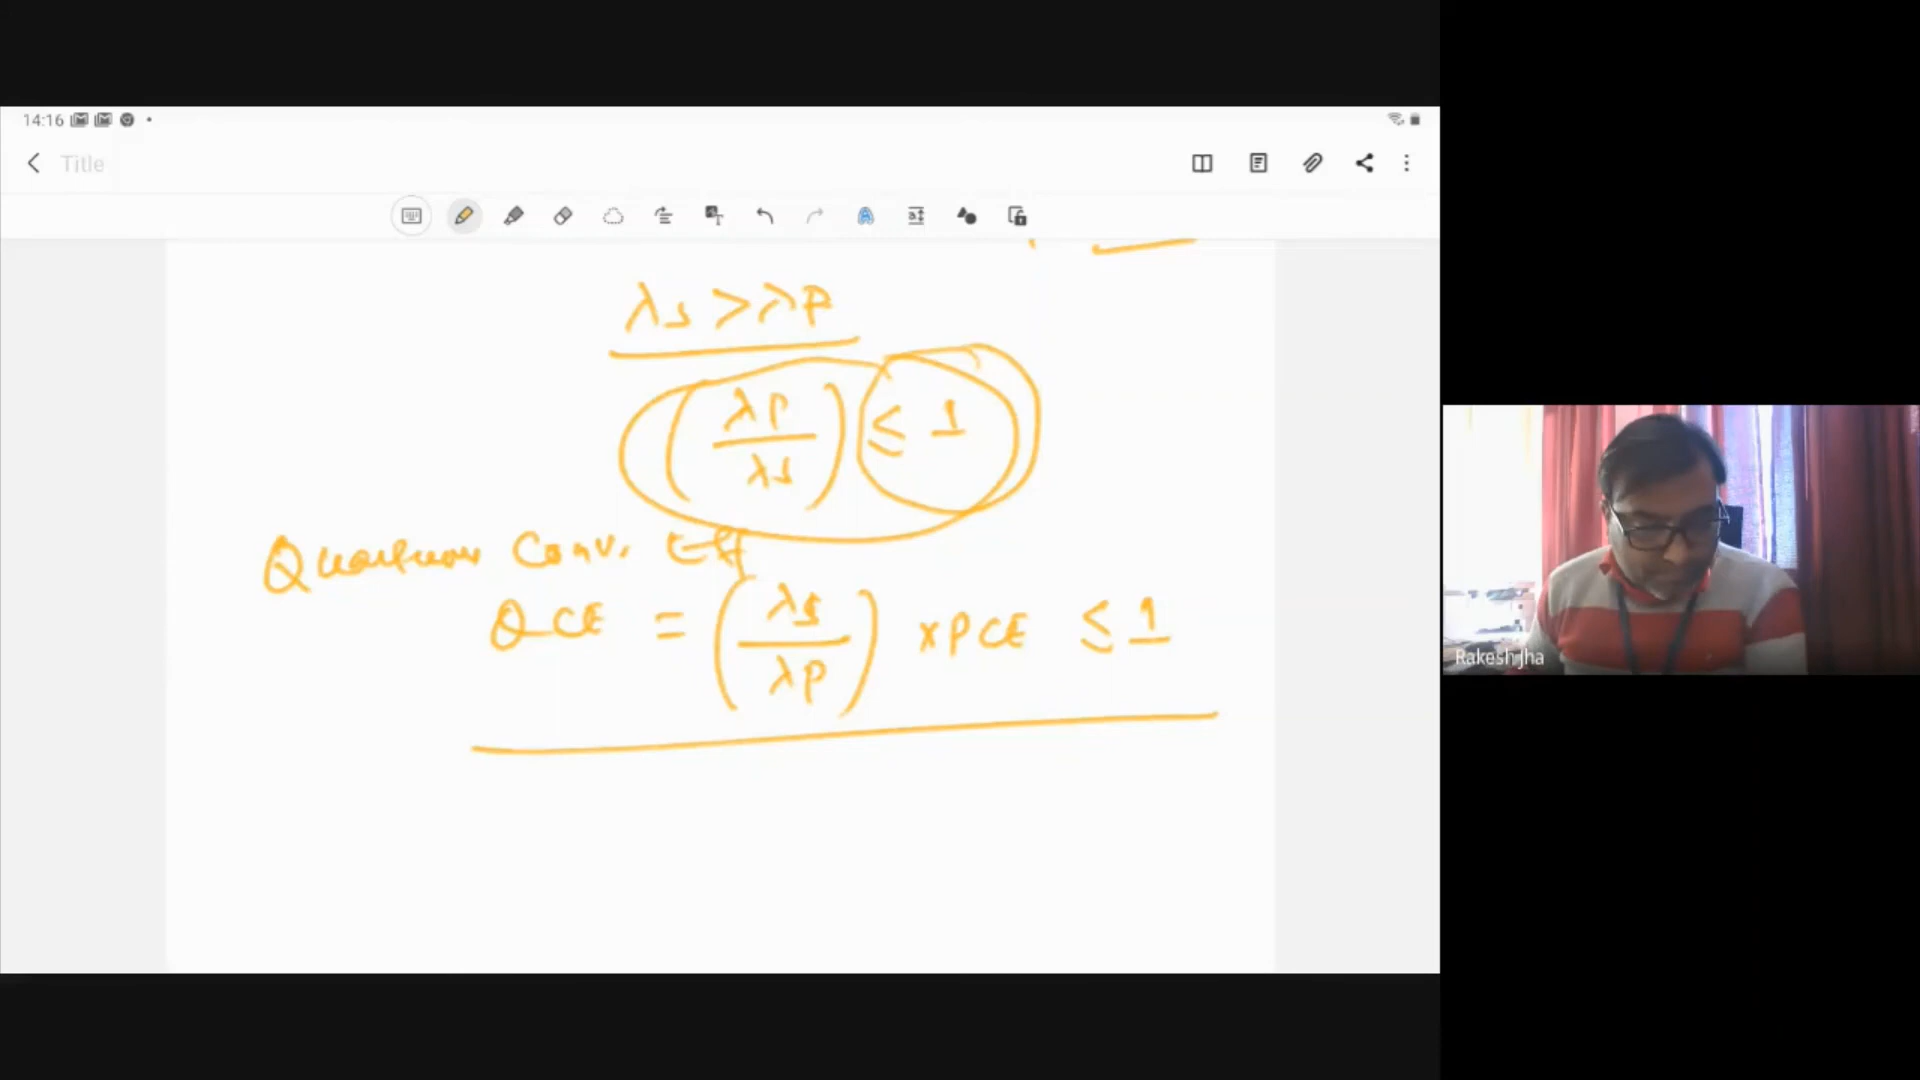 14:16
Title
λs > λP
(λP/λs) ≤ 1
Quantum Conv. Eff
QCE = (λs/λP) x PCE ≤ 1
Rakesh Jha